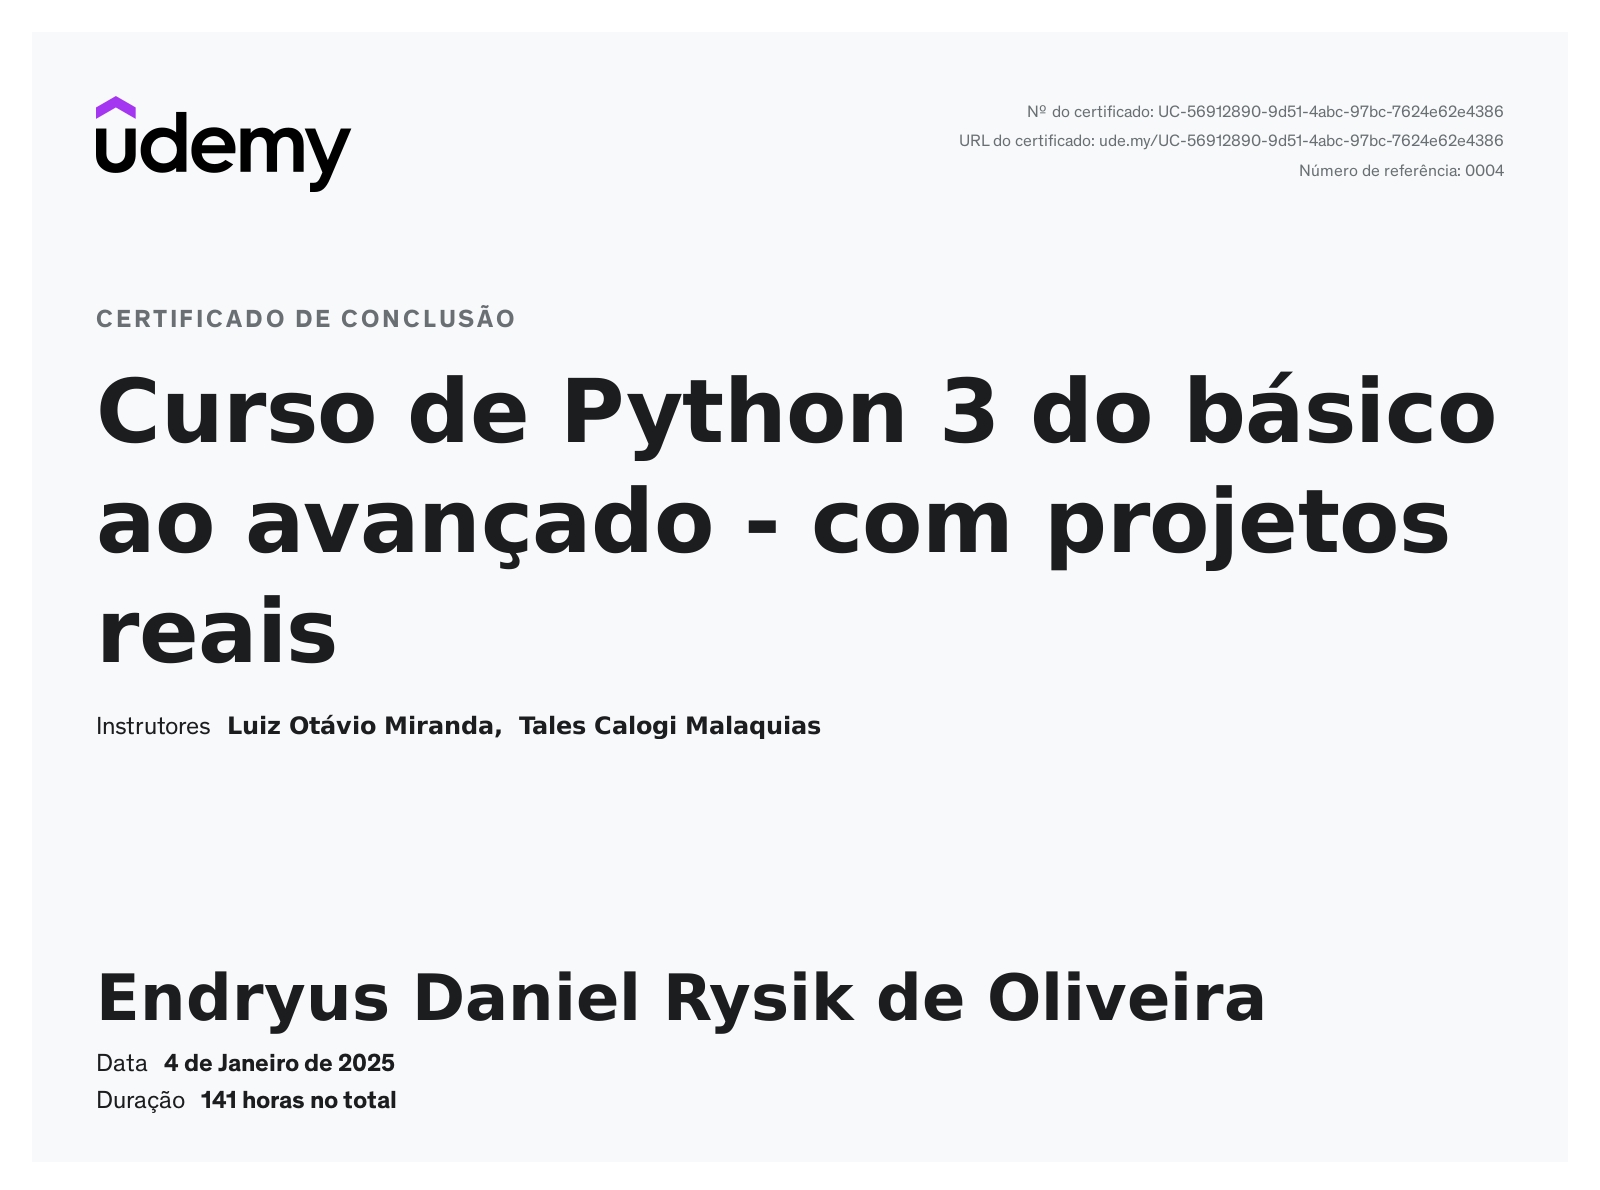 udemy
Nº do certificado: UC-56912890-9d51-4abc-97bc-7624e62e4386
URL do certificado: ude.my/UC-56912890-9d51-4abc-97bc-7624e62e4386
Número de referência: 0004
CERTIFICADO DE CONCLUSÃO
Curso de Python 3 do básico
ao avançado - com projetos
reais
Instrutores Luiz Otávio Miranda, Tales Calogi Malaquias
Endryus Daniel Rysik de Oliveira
Data 4 de Janeiro de 2025
Duração 141 horas no total